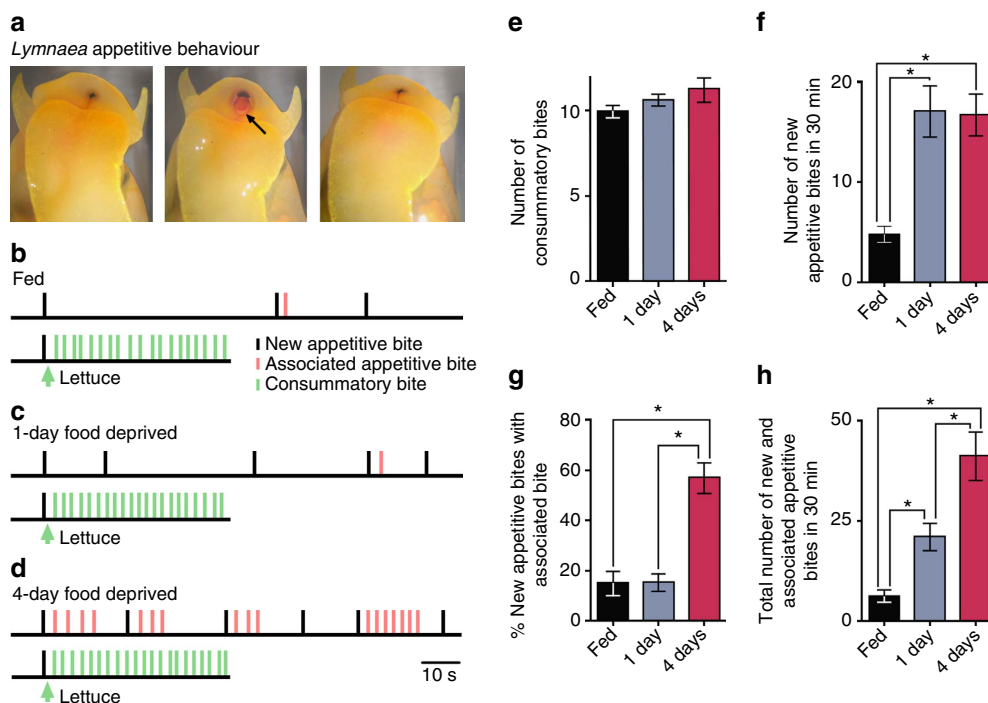 a
Lymnaea appetitive behaviour
b
Fed
New appetitive bite
Associated appetitive bite
Consummatory bite
Lettuce
c
1-day food deprived
Lettuce
d
4-day food deprived
10 s
Lettuce
e
Number of
consummatory bites
10
5
0
Fed
1 day
4 days
f
Number of new
appetitive bites in 30 min
20
10
0
*
*
Fed
1 day
4 days
g
% New appetitive bites with
associated bite
80
60
40
20
0
*
*
Fed
1 day
4 days
h
Total number of new and
associated appetitive
bites in 30 min
50
25
0
*
*
*
Fed
1 day
4 days